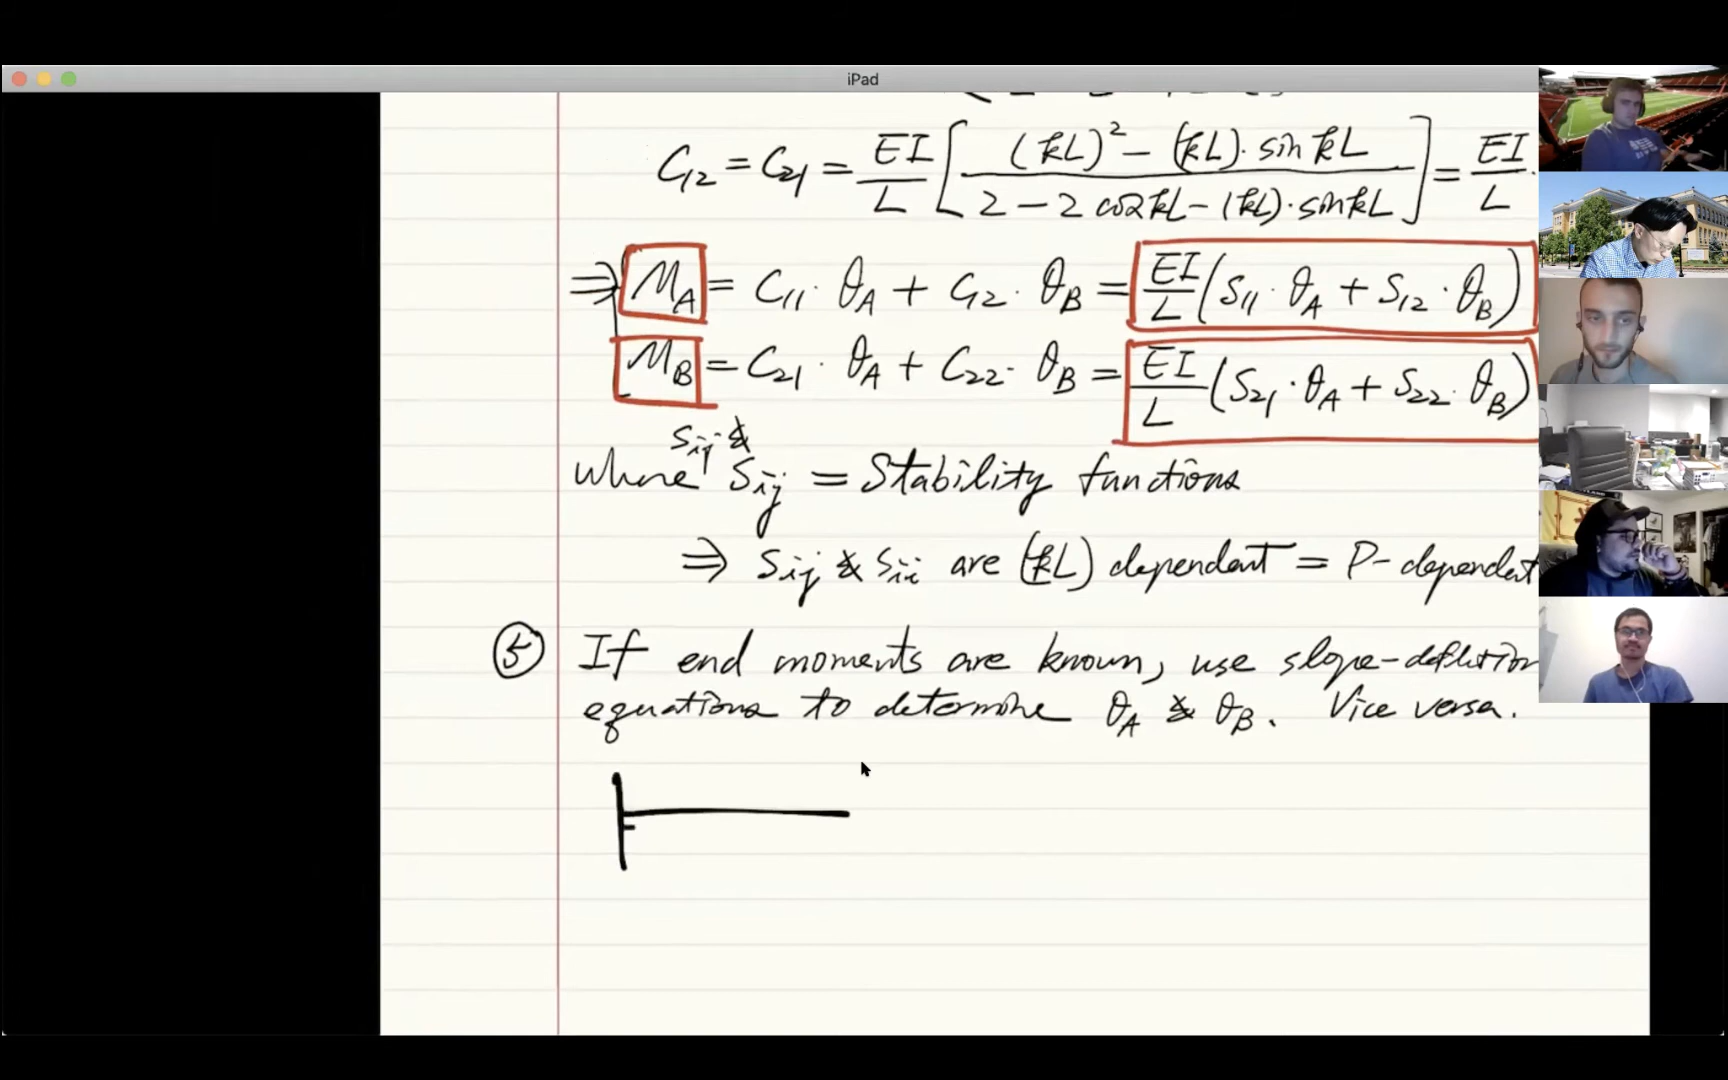 iPad
C12 = C21 = EI/L [ ((kL)² - (kL)·sin kL) / (2 - 2 cos kL - (kL)·sin kL) ] = EI/L ·
⇒ MA = C11 · θA + C12 · θB = EI/L (S11 · θA + S12 · θB)
MB = C21 · θA + C22 · θB = EI/L (S21 · θA + S22 · θB)
Sij &
where Sij = Stability functions
⇒ Sij & Sii are (kL) dependent = P-dependent
⑤ If end moments are known, use slope-defletion
equations to determine θA & θB. Vice versa.